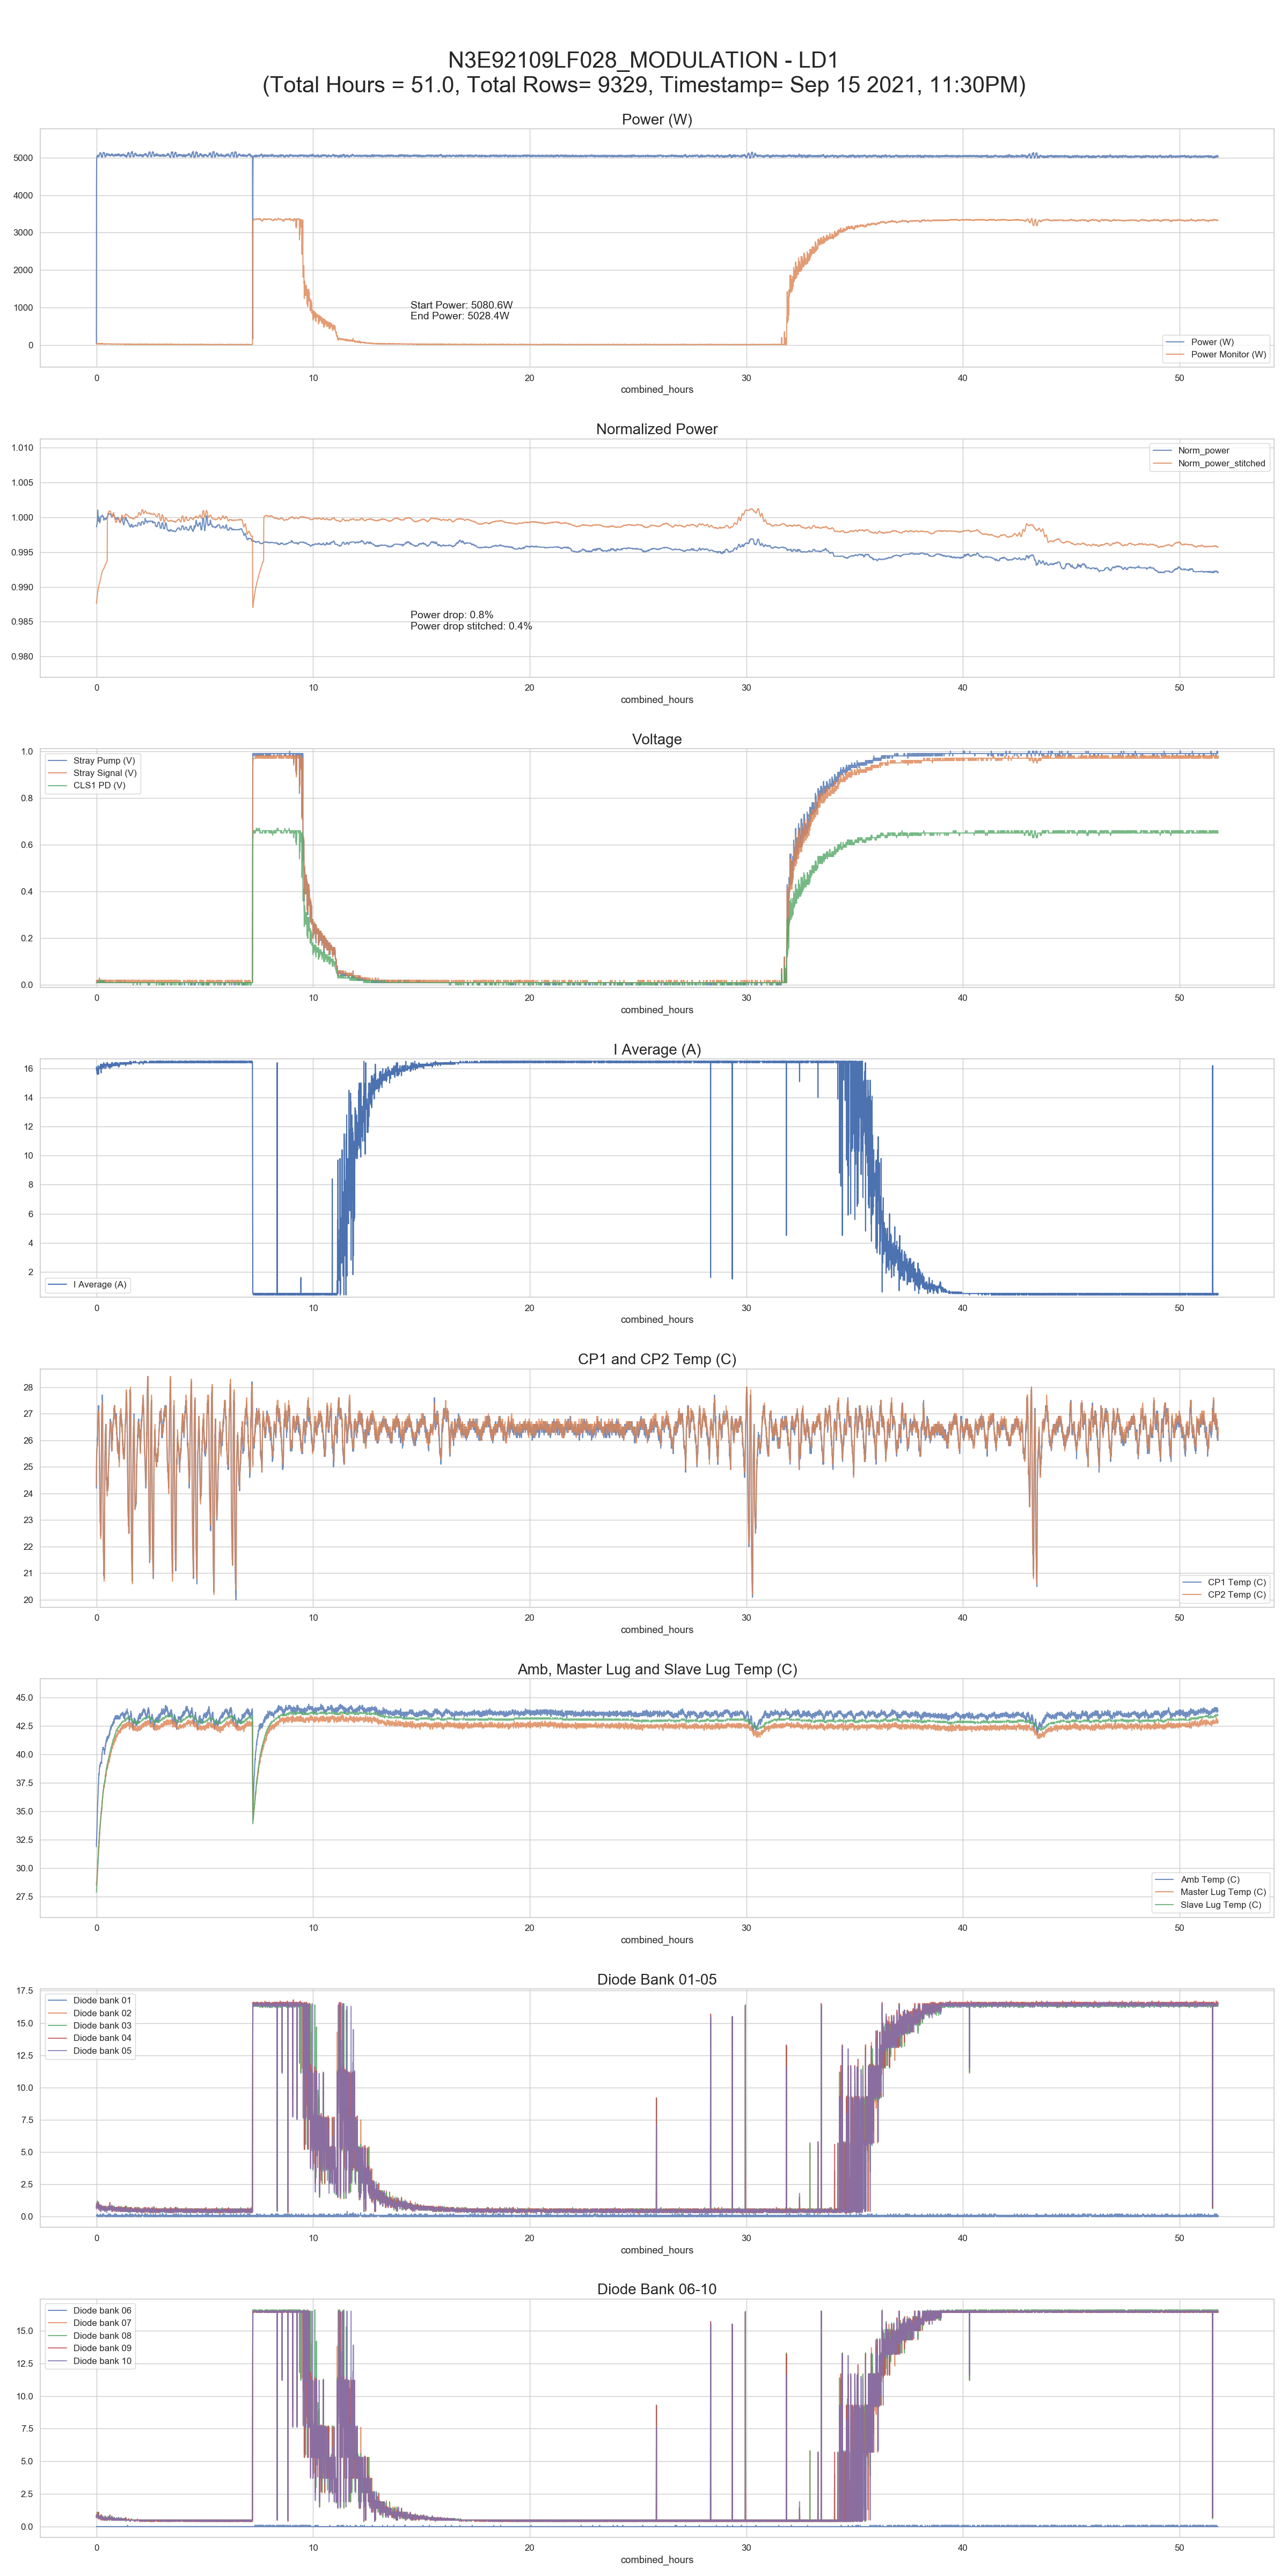 N3E92109LF028_MODULATION - LD1
(Total Hours = 51.0, Total Rows= 9329, Timestamp= Sep 15 2021, 11:30PM)
Power (W)
5000
4000
3000
2000
1000
0
Start Power: 5080.6W
End Power: 5028.4W
Power (W)
Power Monitor (W)
0 10 20 30 40 50
combined_hours
Normalized Power
1.010
1.005
1.000
0.995
0.990
0.985
0.980
Norm_power
Norm_power_stitched
Power drop: 0.8%
Power drop stitched: 0.4%
0 10 20 30 40 50
combined_hours
Voltage
1.0
0.8
0.6
0.4
0.2
0.0
Stray Pump (V)
Stray Signal (V)
CLS1 PD (V)
0 10 20 30 40 50
combined_hours
I Average (A)
16
14
12
10
8
6
4
2
I Average (A)
0 10 20 30 40 50
combined_hours
CP1 and CP2 Temp (C)
28
27
26
25
24
23
22
21
20
CP1 Temp (C)
CP2 Temp (C)
0 10 20 30 40 50
combined_hours
Amb, Master Lug and Slave Lug Temp (C)
45.0
42.5
40.0
37.5
35.0
32.5
30.0
27.5
Amb Temp (C)
Master Lug Temp (C)
Slave Lug Temp (C)
0 10 20 30 40 50
combined_hours
Diode Bank 01-05
17.5
15.0
12.5
10.0
7.5
5.0
2.5
0.0
Diode bank 01
Diode bank 02
Diode bank 03
Diode bank 04
Diode bank 05
0 10 20 30 40 50
combined_hours
Diode Bank 06-10
15.0
12.5
10.0
7.5
5.0
2.5
0.0
Diode bank 06
Diode bank 07
Diode bank 08
Diode bank 09
Diode bank 10
0 10 20 30 40 50
combined_hours